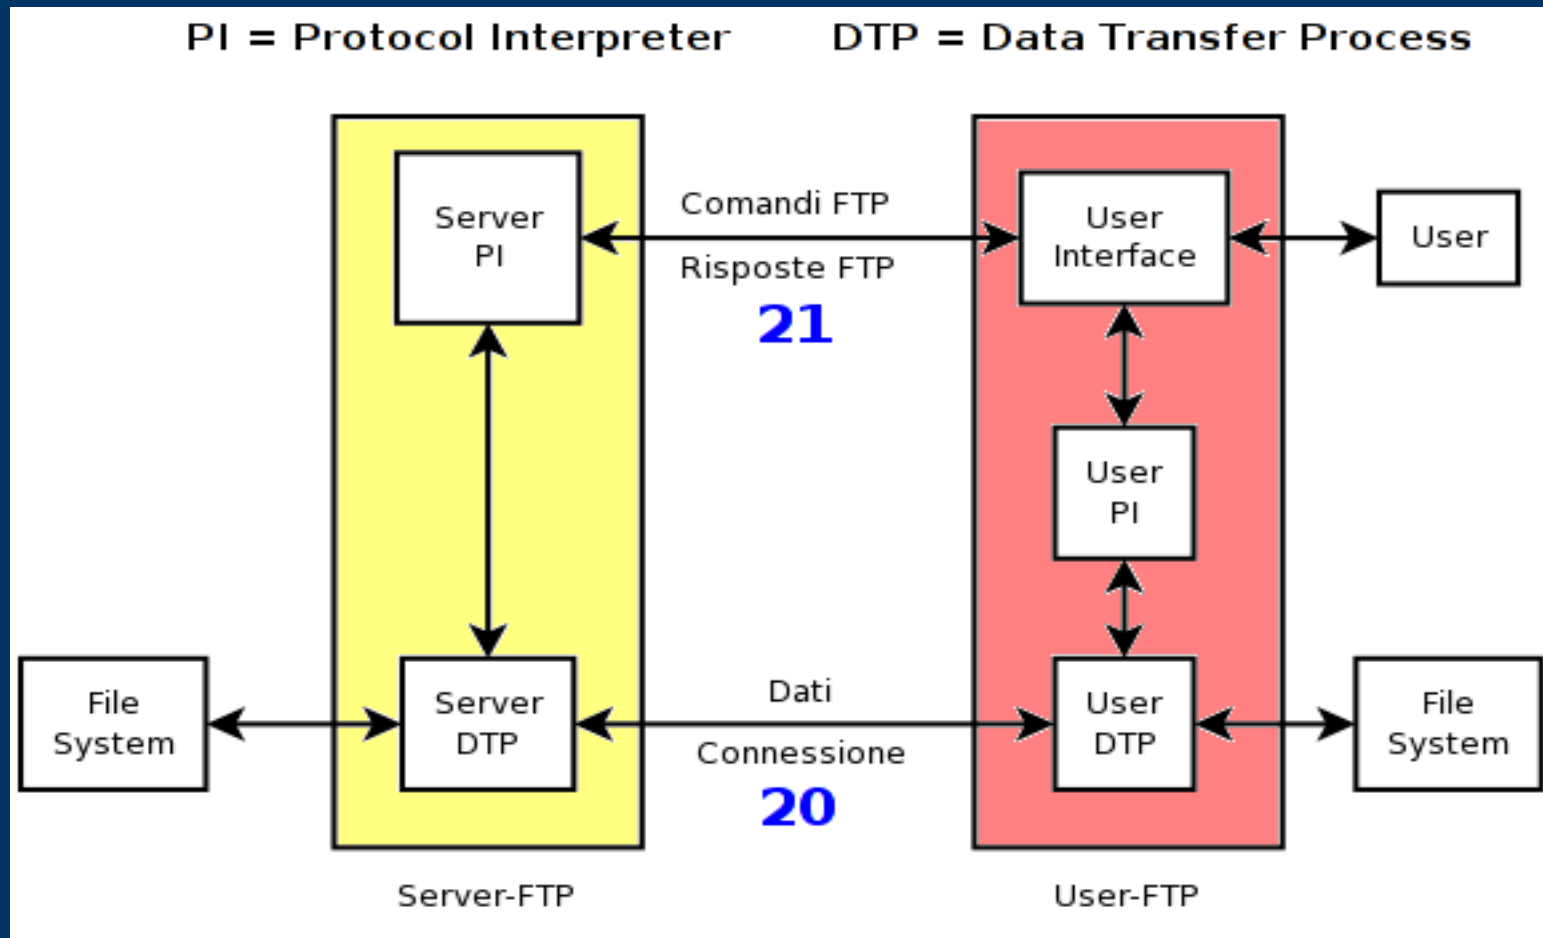 PI = Protocol Interpreter
DTP = Data Transfer Process
Server
PI
Comandi FTP
Risposte FTP
21
User
Interface
User
User
PI
File
System
Server
DTP
Dati
Connessione
20
User
DTP
File
System
Server-FTP
User-FTP